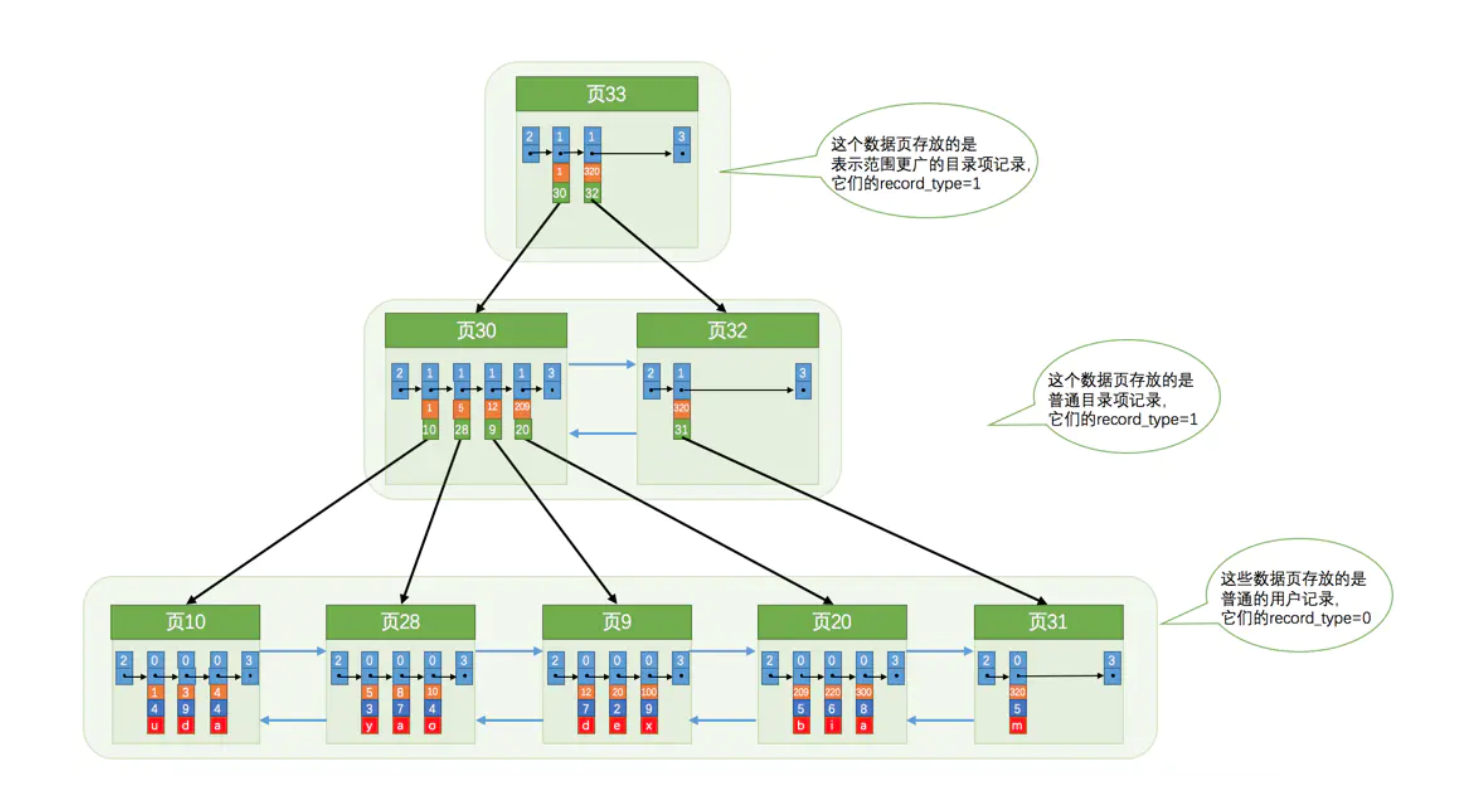 页33
2 1 1 3
1 320
30 32
这个数据页存放的是
表示范围更广的目录项记录,
它们的record_type=1
页30
2 1 1 1 1 3
1 5 12 209
10 28 9 20
页32
2 1 3
320
31
这个数据页存放的是
普通目录项记录,
它们的record_type=1
页10
2 0 0 0 3
1 3 4
4 9 4
u d a
页28
2 0 0 0 3
5 8 10
3 7 4
y a o
页9
2 0 0 0 3
12 20 100
7 2 9
d e x
页20
2 0 0 0 3
209 220 300
5 6 8
b i a
页31
2 0 3
320
5
m
这些数据页存放的是
普通的用户记录,
它们的record_type=0